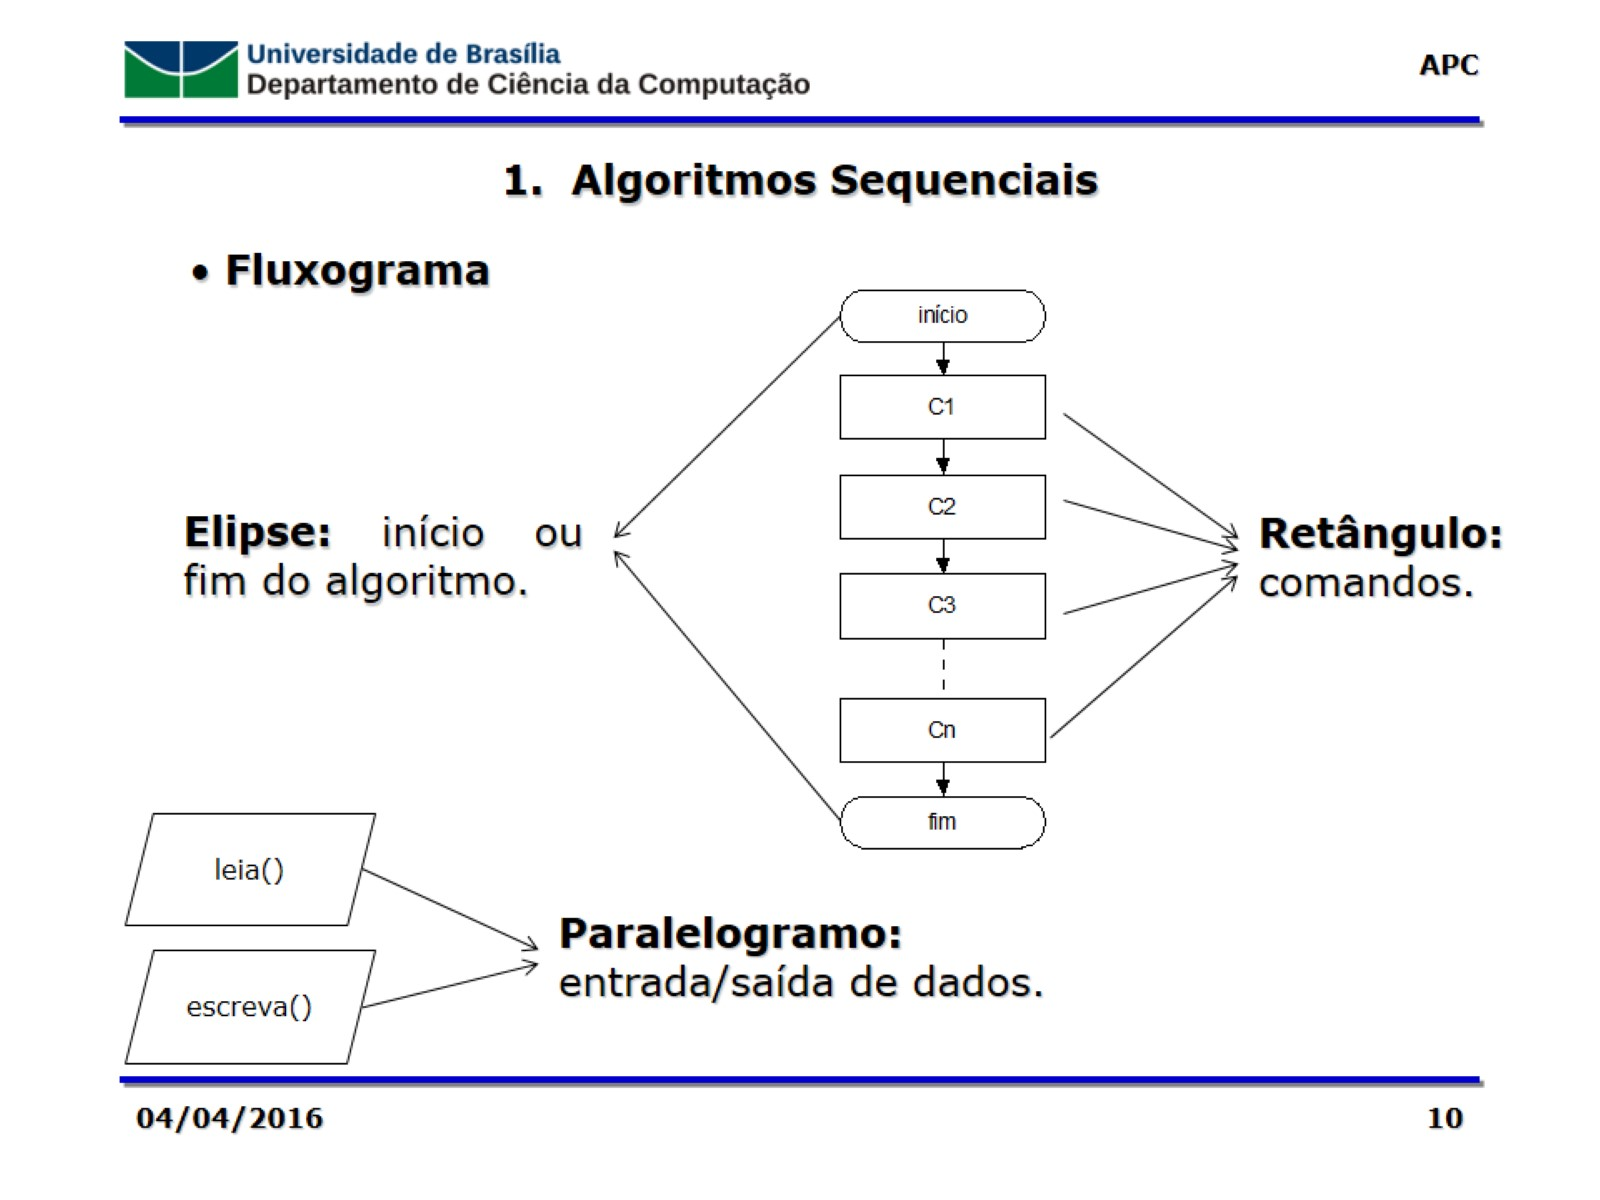 Universidade de Brasília
Departamento de Ciência da Computação
APC
1. Algoritmos Sequenciais
• Fluxograma
início
C1
C2
C3
Cn
fim
Elipse: início ou
fim do algoritmo.
Retângulo:
comandos.
leia()
escreva()
Paralelogramo:
entrada/saída de dados.
04/04/2016
10